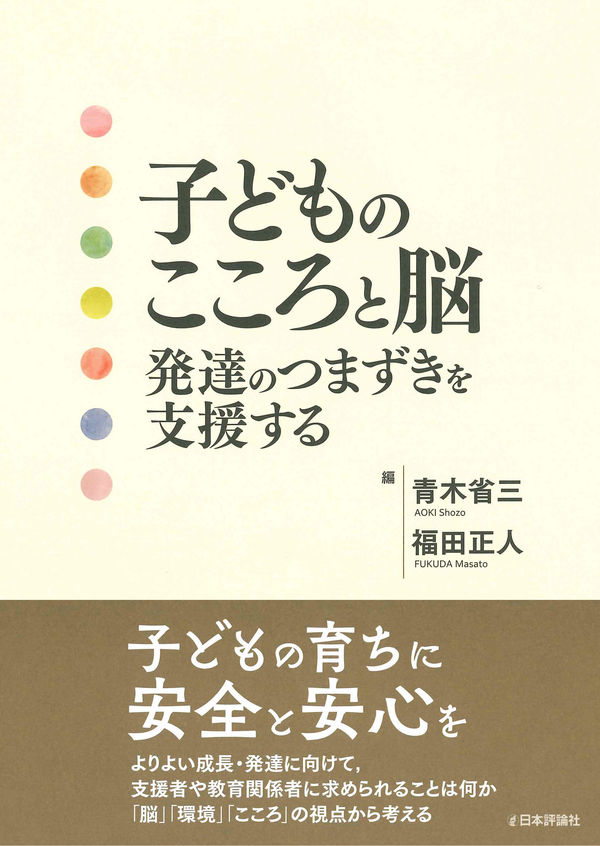 子どもの
こころと脳
発達のつまずきを
支援する
編
青木省三
AOKI Shozo
福田正人
FUKUDA Masato
子どもの育ちに
安全と安心を
よりよい成長・発達に向けて，
支援者や教育関係者に求められることは何か
「脳」「環境」「こころ」の視点から考える
日本評論社